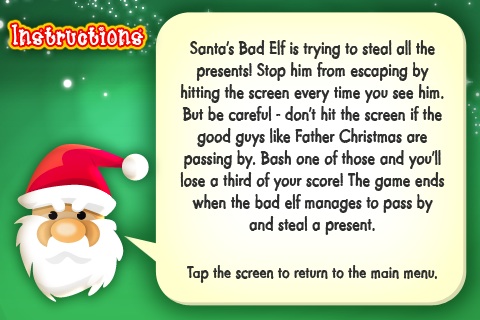 Instructions
Santa's Bad Elf is trying to steal all the
presents! Stop him from escaping by
hitting the screen every time you see him.
But be careful - don't hit the screen if the
good guys like Father Christmas are
passing by. Bash one of those and you'll
lose a third of your score! The game ends
when the bad elf manages to pass by
and steal a present.
Tap the screen to return to the main menu.